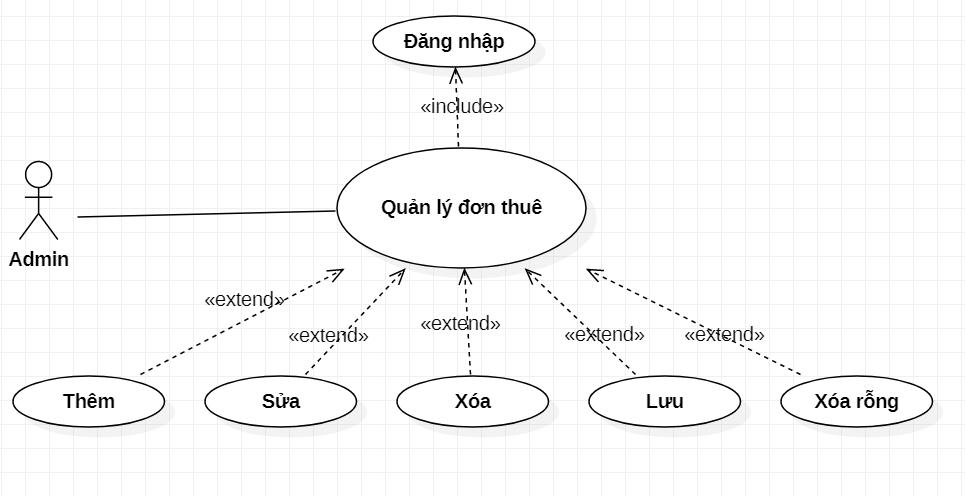 Đăng nhập
«include»
Quản lý đơn thuê
Admin
«extend»
«extend»
«extend»
«extend»
«extend»
Thêm
Sửa
Xóa
Lưu
Xóa rỗng